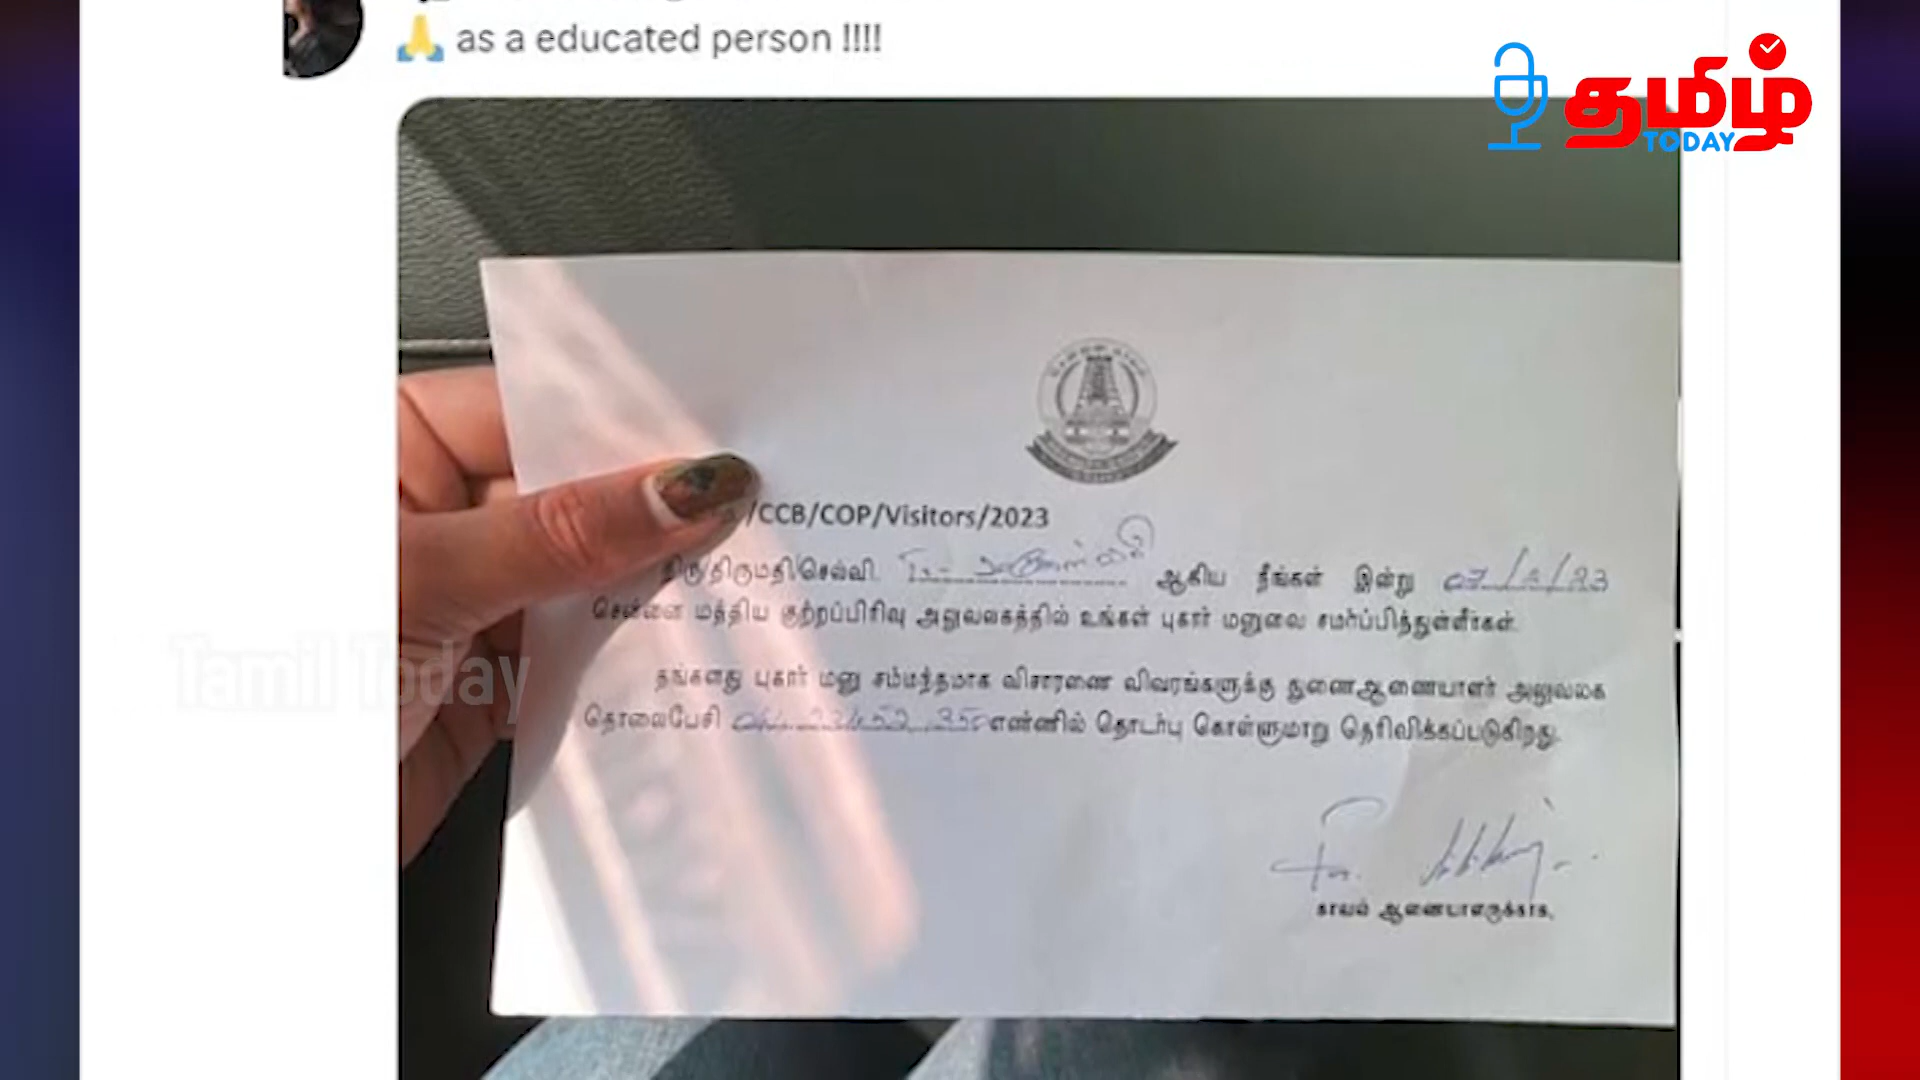 as a educated person !!!!
தமிழ்
TODAY
/CCB/COP/Visitors/2023
திரு/திருமதி/செல்வி ஆகிய நீங்கள் இன்று
சென்னை மத்திய குற்றப்பிரிவு அலுவலகத்தில் உங்கள் புகார் மனுவை சமர்ப்பித்துள்ளீர்கள்.
தங்களது புகார் மனு சம்மந்தமாக விசாரணை விவரங்களுக்கு துணைஆணையாளர் அலுவலக
தொலைபேசி எண்ணில் தொடர்பு கொள்ளுமாறு தெரிவிக்கப்படுகிறது.
காவல் ஆணையாளருக்காக,
Tamil Today